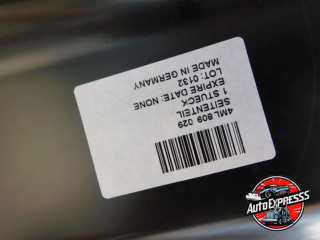 4ML 809 029
SEITENTEIL
1 STUECK
EXPIRE DATE: NONE
LOT: 0132
MADE IN GERMANY
AUTOEXPRESSS